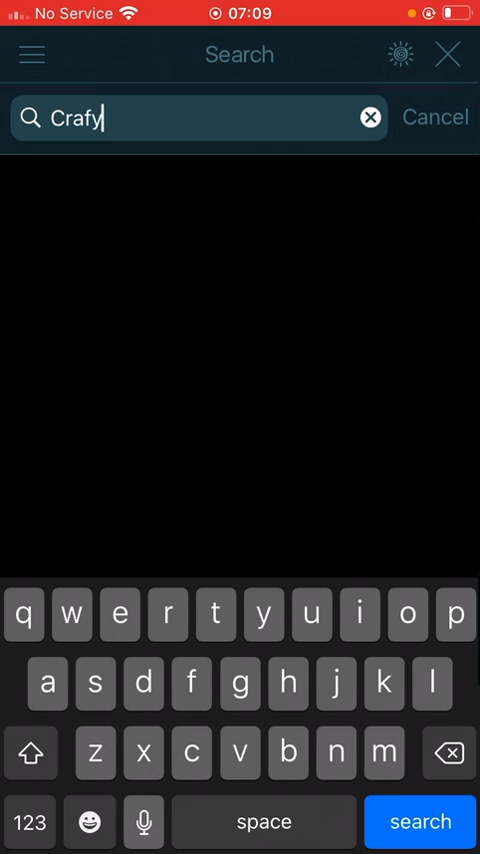 No Service 07:09
Search
Crafy Cancel
q w e r t y u i o p
a s d f g h j k l
z x c v b n m
123 space search